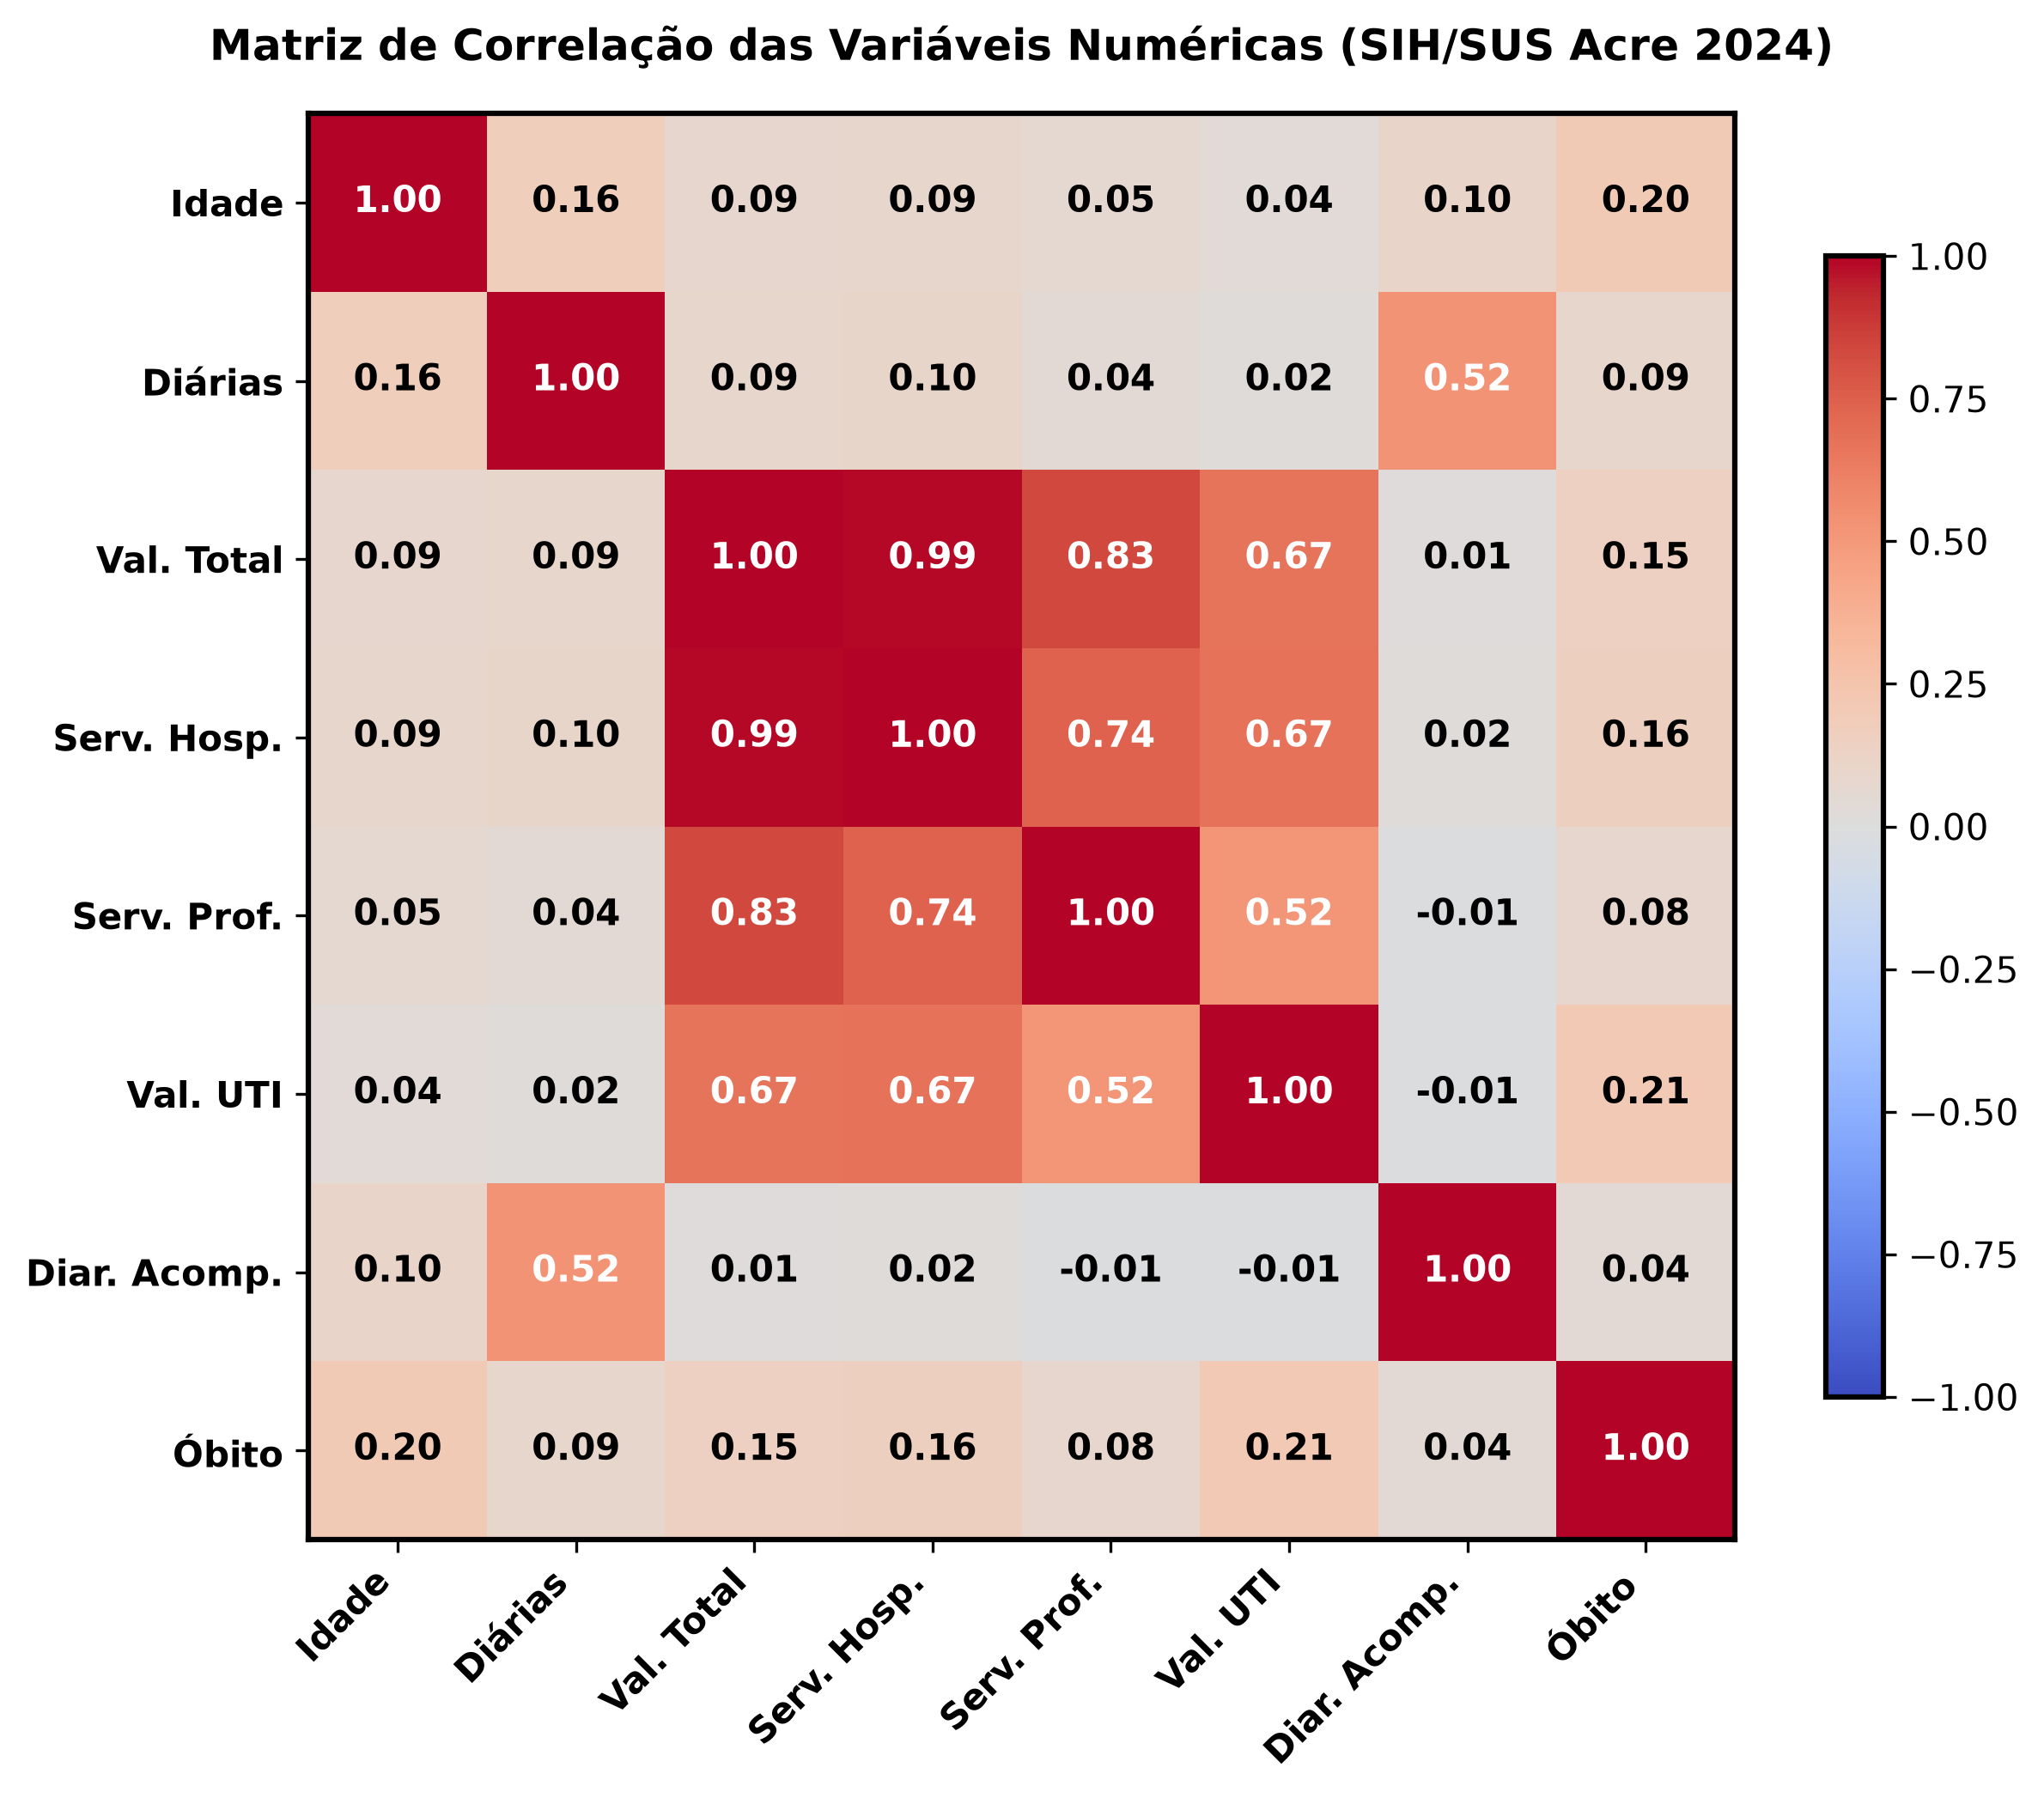 Matriz de Correlação das Variáveis Numéricas (SIH/SUS Acre 2024)
Idade 1.00 0.16 0.09 0.09 0.05 0.04 0.10 0.20
Diárias 0.16 1.00 0.09 0.10 0.04 0.02 0.52 0.09
Val. Total 0.09 0.09 1.00 0.99 0.83 0.67 0.01 0.15
Serv. Hosp. 0.09 0.10 0.99 1.00 0.74 0.67 0.02 0.16
Serv. Prof. 0.05 0.04 0.83 0.74 1.00 0.52 -0.01 0.08
Val. UTI 0.04 0.02 0.67 0.67 0.52 1.00 -0.01 0.21
Diar. Acomp. 0.10 0.52 0.01 0.02 -0.01 -0.01 1.00 0.04
Óbito 0.20 0.09 0.15 0.16 0.08 0.21 0.04 1.00
Idade
Diárias
Val. Total
Serv. Hosp.
Serv. Prof.
Val. UTI
Diar. Acomp.
Óbito
1.00
0.75
0.50
0.25
0.00
−0.25
−0.50
−0.75
−1.00